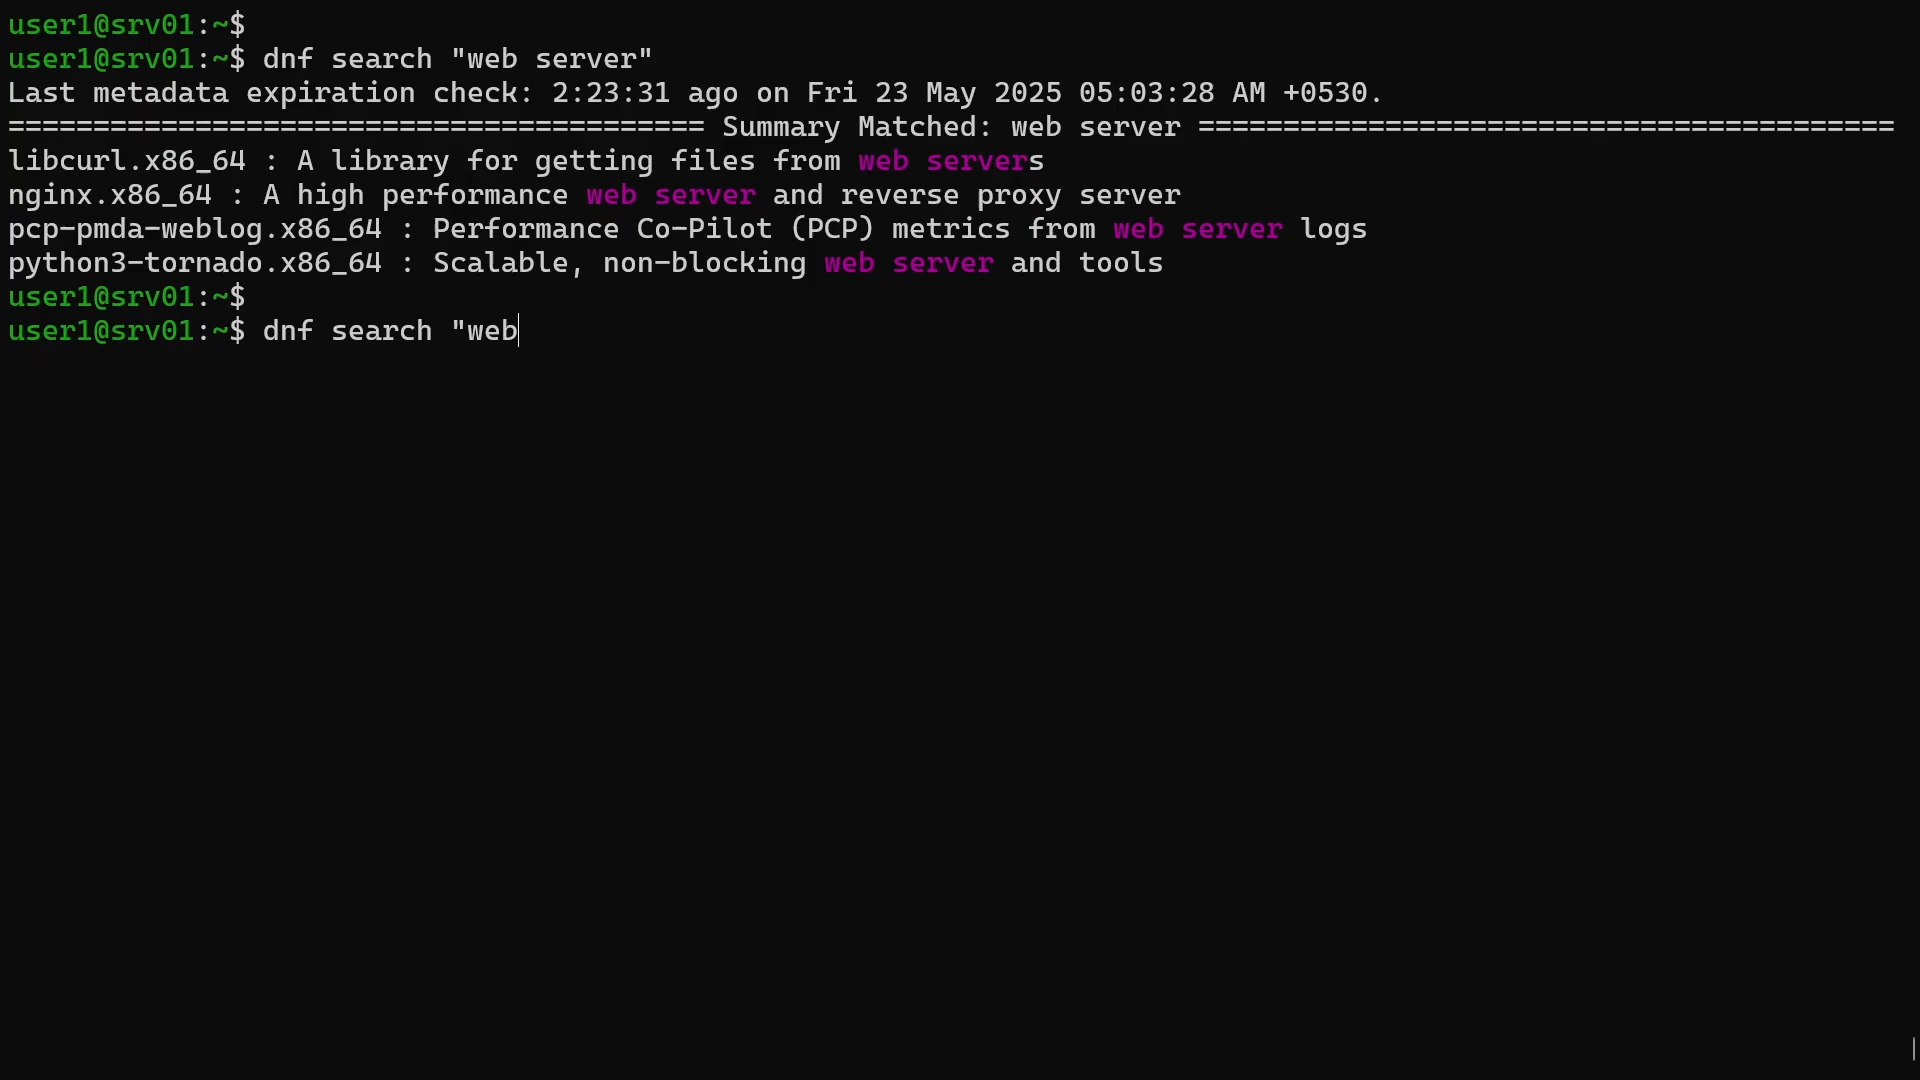 user1@srv01:~$
user1@srv01:~$ dnf search "web server"
Last metadata expiration check: 2:23:31 ago on Fri 23 May 2025 05:03:28 AM +0530.
========================================= Summary Matched: web server =========================================
libcurl.x86_64 : A library for getting files from web servers
nginx.x86_64 : A high performance web server and reverse proxy server
pcp-pmda-weblog.x86_64 : Performance Co-Pilot (PCP) metrics from web server logs
python3-tornado.x86_64 : Scalable, non-blocking web server and tools
user1@srv01:~$
user1@srv01:~$ dnf search "web